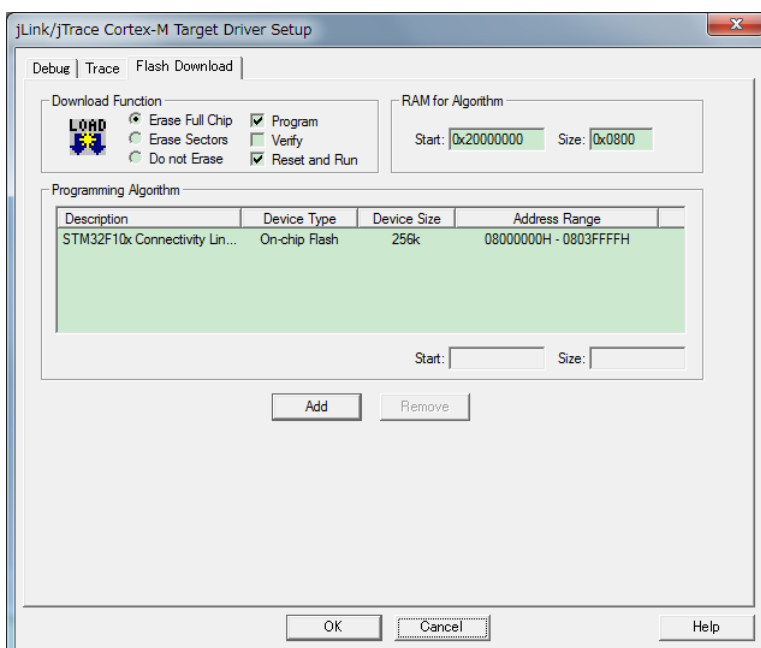 jLink/jTrace Cortex-M Target Driver Setup
Debug Trace Flash Download
Download Function
LOAD
Erase Full Chip Program
Erase Sectors Verify
Do not Erase Reset and Run
RAM for Algorithm
Start: 0x20000000 Size: 0x0800
Programming Algorithm
Description Device Type Device Size Address Range
STM32F10x Connectivity Lin... On-chip Flash 256k 08000000H - 0803FFFFH
Start: Size:
Add Remove
OK Cancel Help